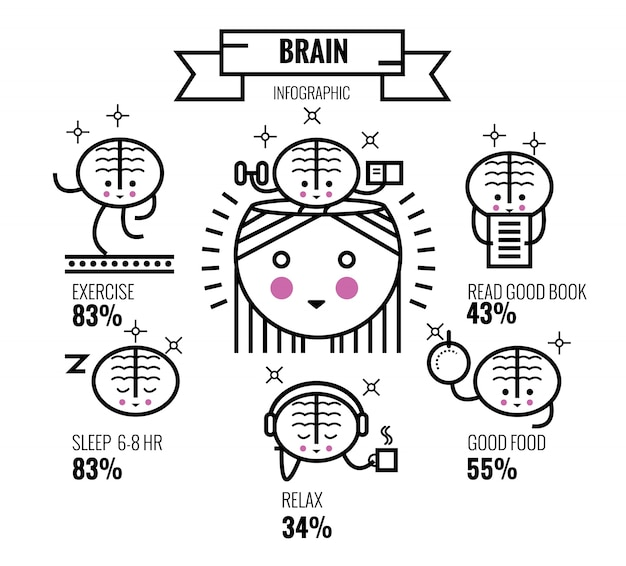 BRAIN
INFOGRAPHIC
EXERCISE
83%
READ GOOD BOOK
43%
Z
SLEEP 6-8 HR
83%
GOOD FOOD
55%
RELAX
34%